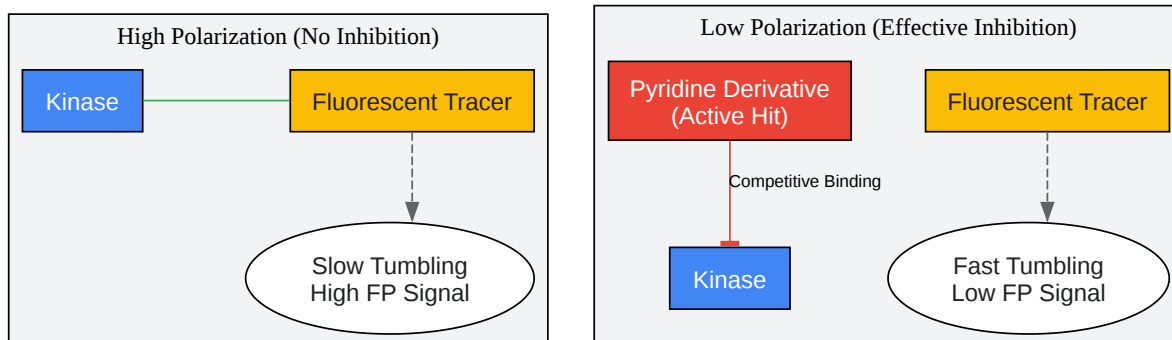 High Polarization (No Inhibition)
Kinase
Fluorescent Tracer
Slow Tumbling
High FP Signal
Low Polarization (Effective Inhibition)
Pyridine Derivative
(Active Hit)
Fluorescent Tracer
Competitive Binding
Kinase
Fast Tumbling
Low FP Signal